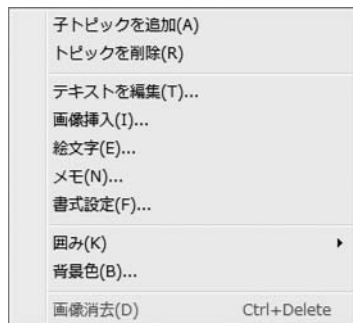 子トピックを追加(A)
トピックを削除(R)
テキストを編集(T)...
画像挿入(I)...
絵文字(E)...
メモ(N)...
書式設定(F)...
囲み(K)
背景色(B)...
画像消去(D) Ctrl+Delete